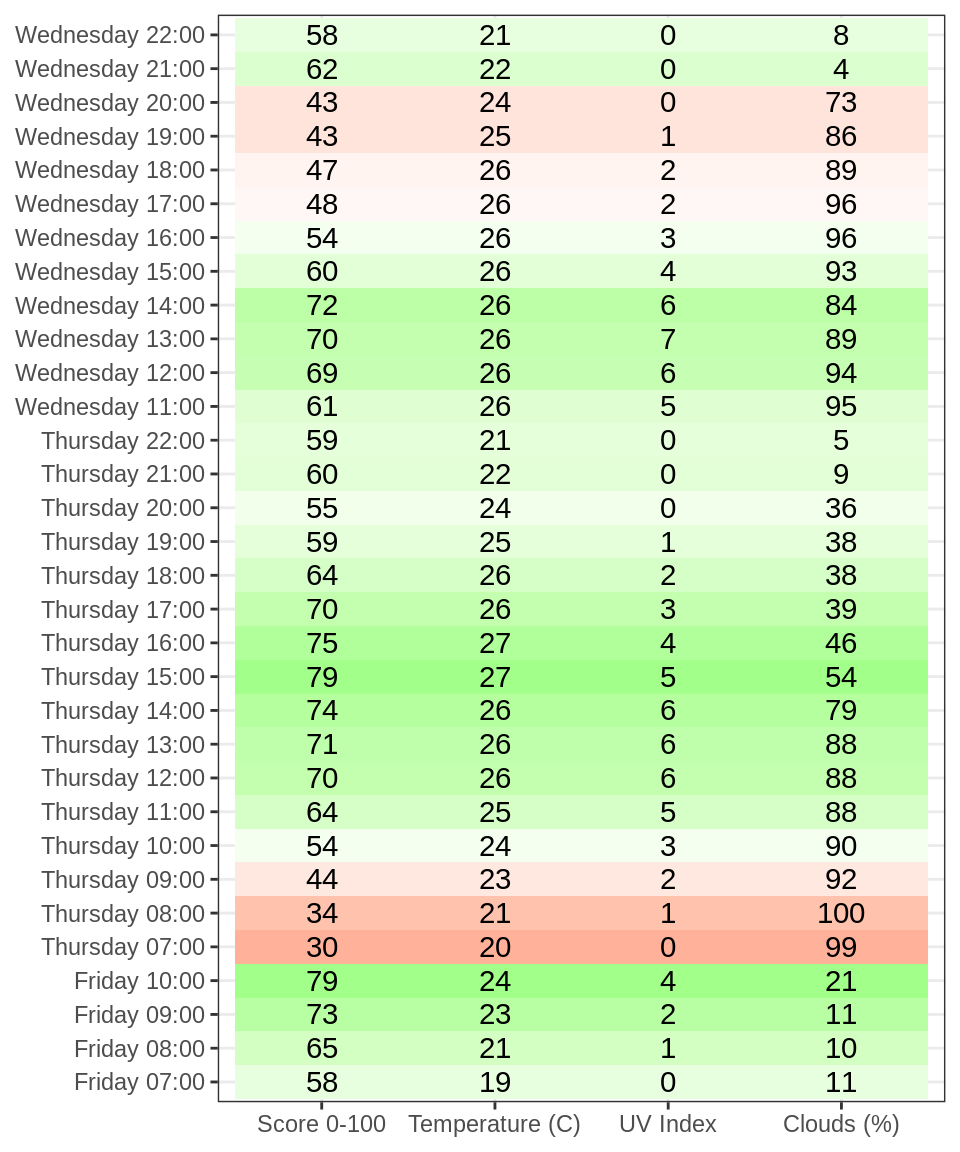 Wednesday 22:00 58 21 0 8
Wednesday 21:00 62 22 0 4
Wednesday 20:00 43 24 0 73
Wednesday 19:00 43 25 1 86
Wednesday 18:00 47 26 2 89
Wednesday 17:00 48 26 2 96
Wednesday 16:00 54 26 3 96
Wednesday 15:00 60 26 4 93
Wednesday 14:00 72 26 6 84
Wednesday 13:00 70 26 7 89
Wednesday 12:00 69 26 6 94
Wednesday 11:00 61 26 5 95
Thursday 22:00 59 21 0 5
Thursday 21:00 60 22 0 9
Thursday 20:00 55 24 0 36
Thursday 19:00 59 25 1 38
Thursday 18:00 64 26 2 38
Thursday 17:00 70 26 3 39
Thursday 16:00 75 27 4 46
Thursday 15:00 79 27 5 54
Thursday 14:00 74 26 6 79
Thursday 13:00 71 26 6 88
Thursday 12:00 70 26 6 88
Thursday 11:00 64 25 5 88
Thursday 10:00 54 24 3 90
Thursday 09:00 44 23 2 92
Thursday 08:00 34 21 1 100
Thursday 07:00 30 20 0 99
Friday 10:00 79 24 4 21
Friday 09:00 73 23 2 11
Friday 08:00 65 21 1 10
Friday 07:00 58 19 0 11
Score 0-100 Temperature (C) UV Index Clouds (%)